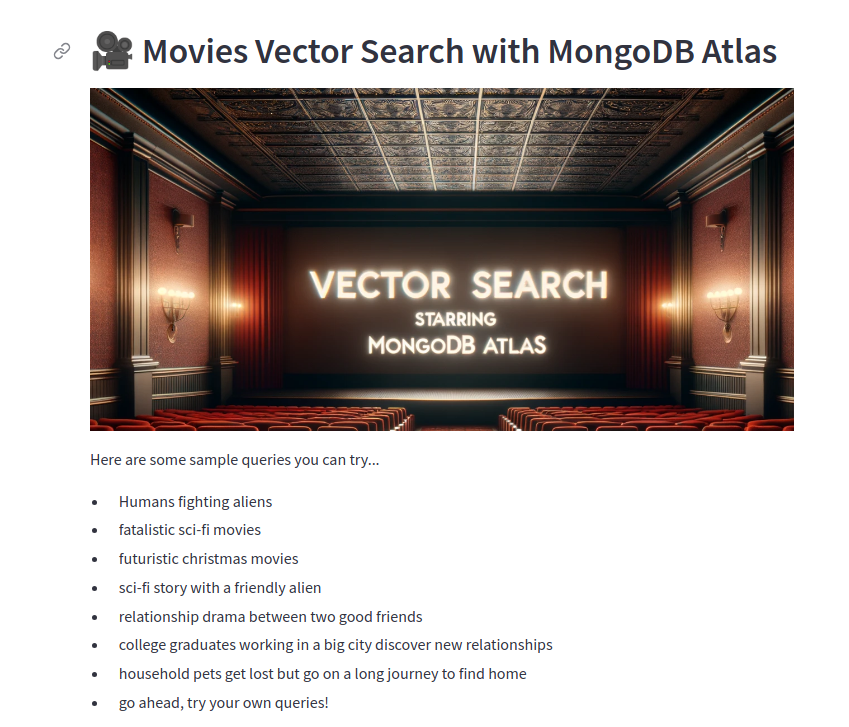 🎥 Movies Vector Search with MongoDB Atlas
VECTOR SEARCH
STARRING
MONGODB ATLAS
Here are some sample queries you can try...
• Humans fighting aliens
• fatalistic sci-fi movies
• futuristic christmas movies
• sci-fi story with a friendly alien
• relationship drama between two good friends
• college graduates working in a big city discover new relationships
• household pets get lost but go on a long journey to find home
• go ahead, try your own queries!